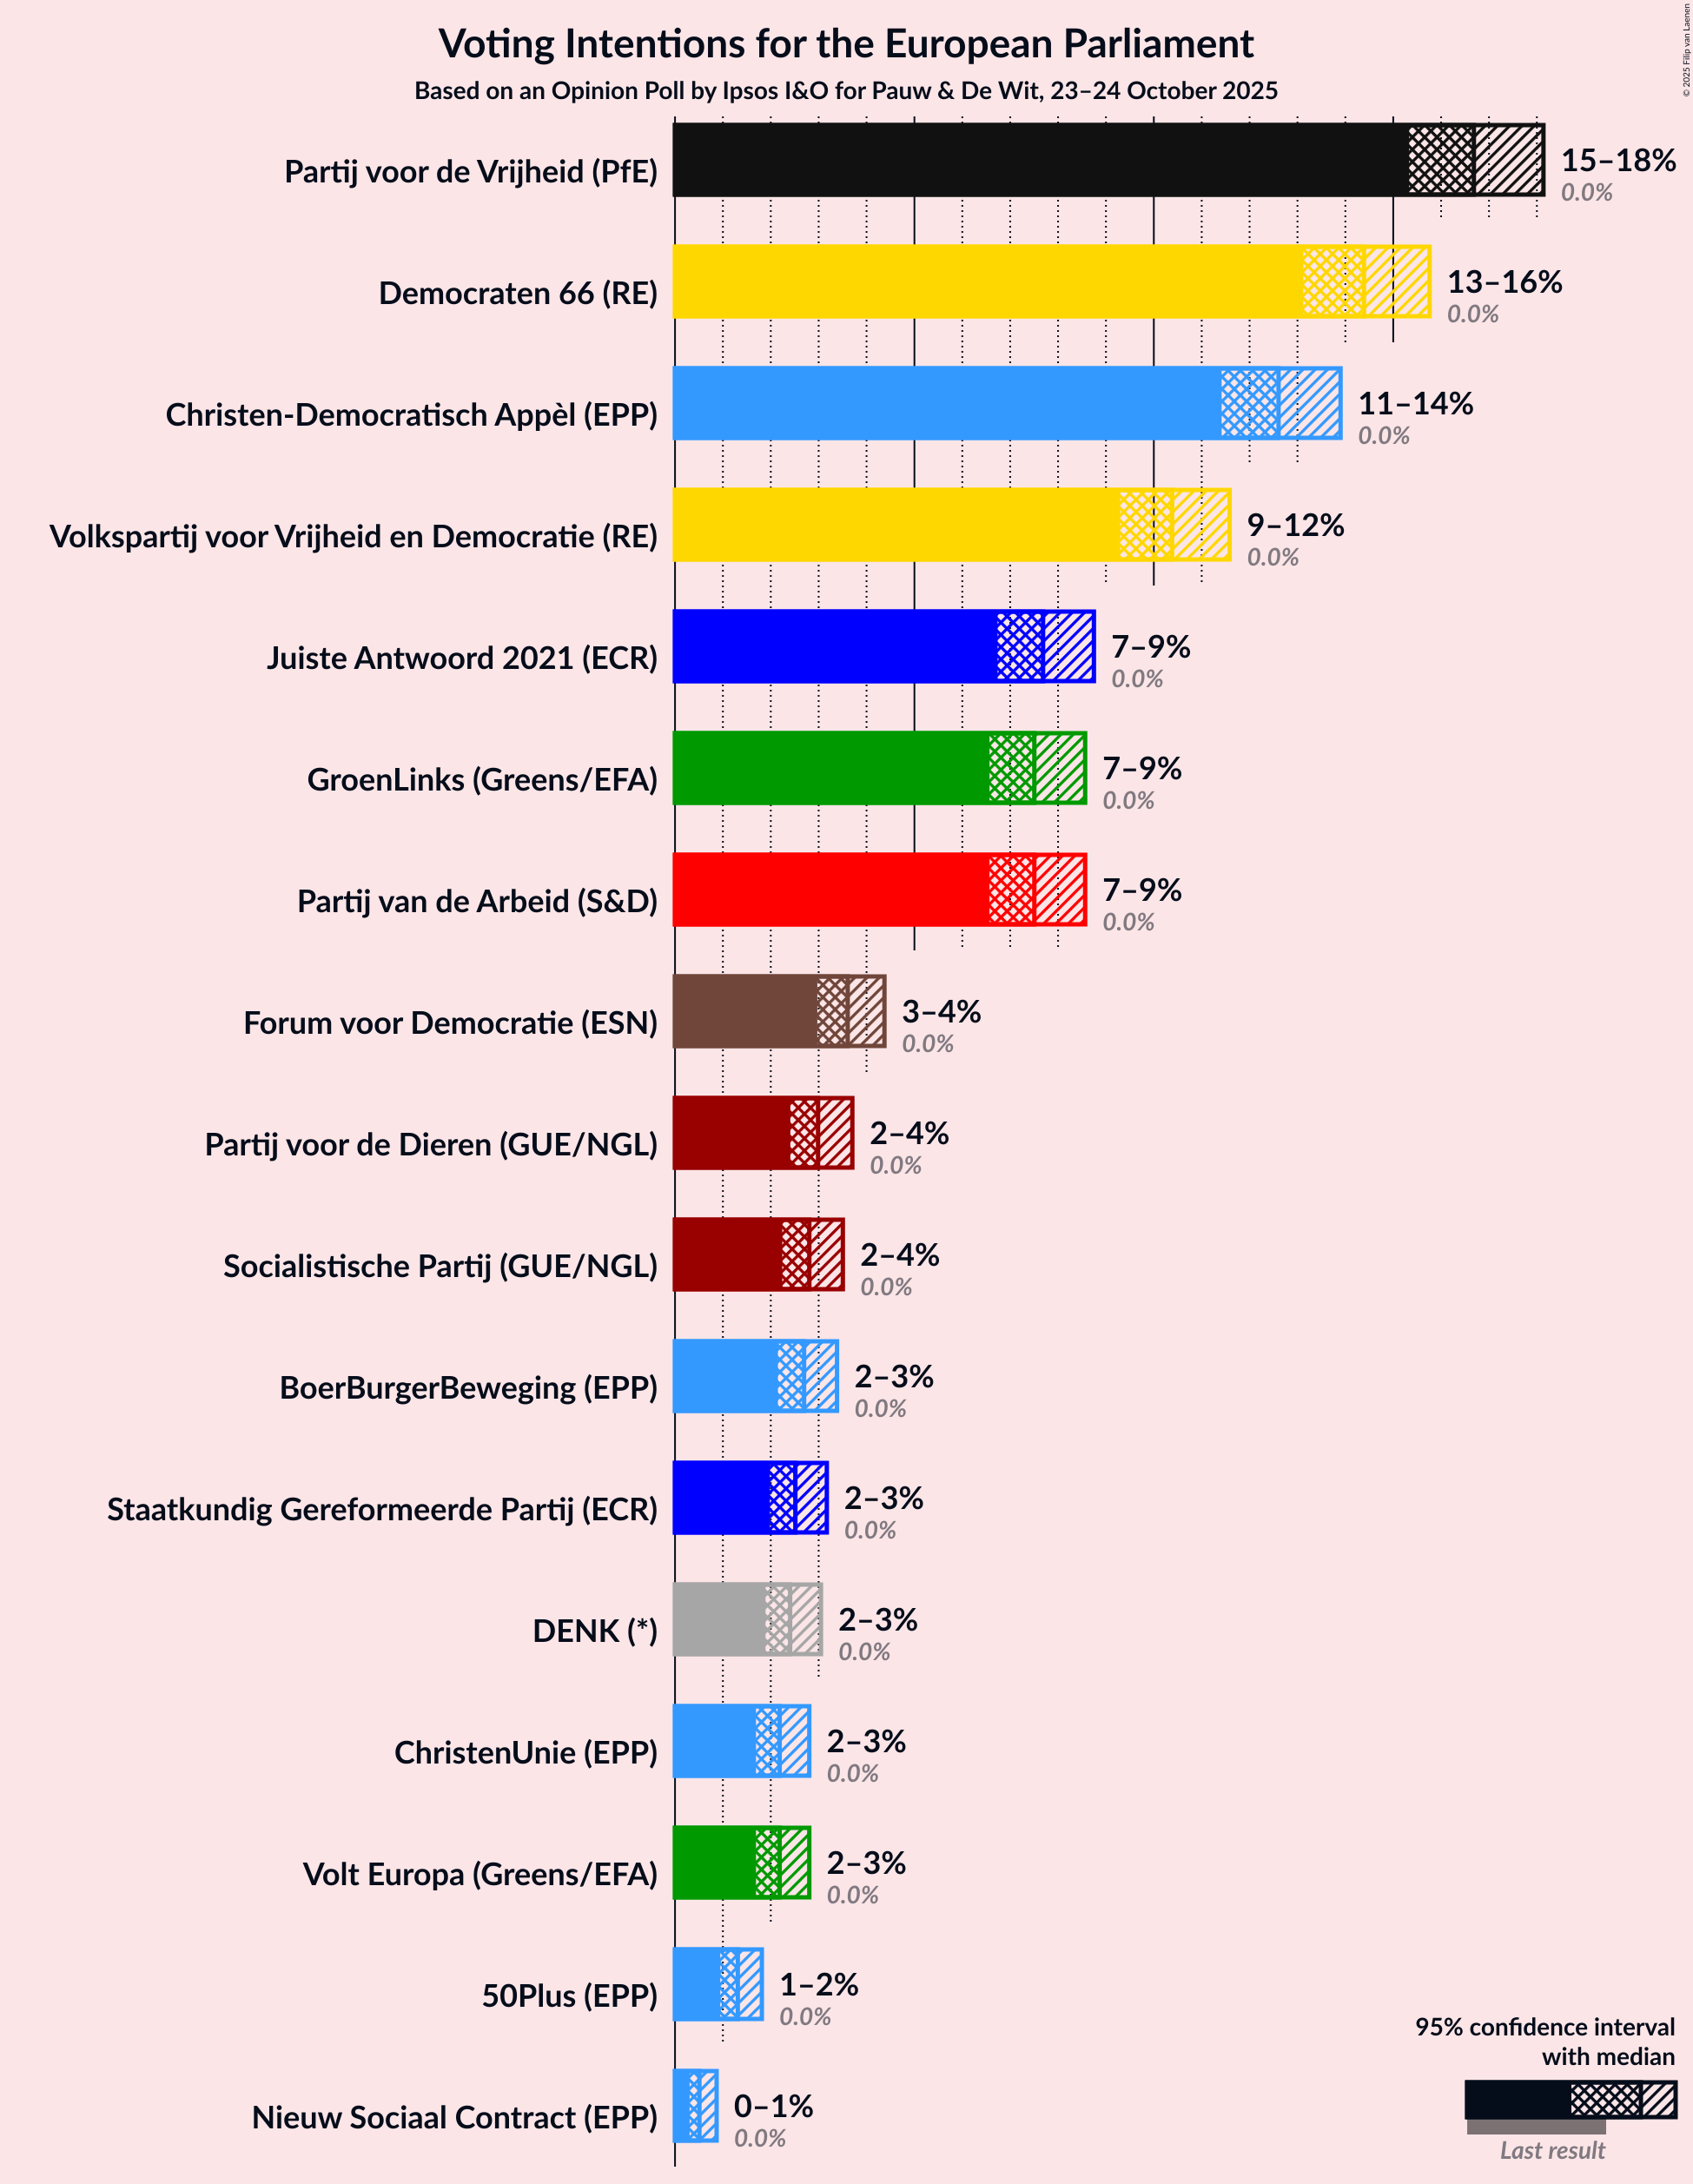 Voting Intentions for the European Parliament
Based on an Opinion Poll by Ipsos I&O for Pauw & De Wit, 23–24 October 2025
© 2025 Filip van Laenen
Partij voor de Vrijheid (PfE)
15–18%
0.0%
Democraten 66 (RE)
13–16%
0.0%
Christen-Democratisch Appèl (EPP)
11–14%
0.0%
Volkspartij voor Vrijheid en Democratie (RE)
9–12%
0.0%
Juiste Antwoord 2021 (ECR)
7–9%
0.0%
GroenLinks (Greens/EFA)
7–9%
0.0%
Partij van de Arbeid (S&D)
7–9%
0.0%
Forum voor Democratie (ESN)
3–4%
0.0%
Partij voor de Dieren (GUE/NGL)
2–4%
0.0%
Socialistische Partij (GUE/NGL)
2–4%
0.0%
BoerBurgerBeweging (EPP)
2–3%
0.0%
Staatkundig Gereformeerde Partij (ECR)
2–3%
0.0%
DENK (*)
2–3%
0.0%
ChristenUnie (EPP)
2–3%
0.0%
Volt Europa (Greens/EFA)
2–3%
0.0%
50Plus (EPP)
1–2%
0.0%
Nieuw Sociaal Contract (EPP)
0–1%
0.0%
95% confidence interval
with median
Last result